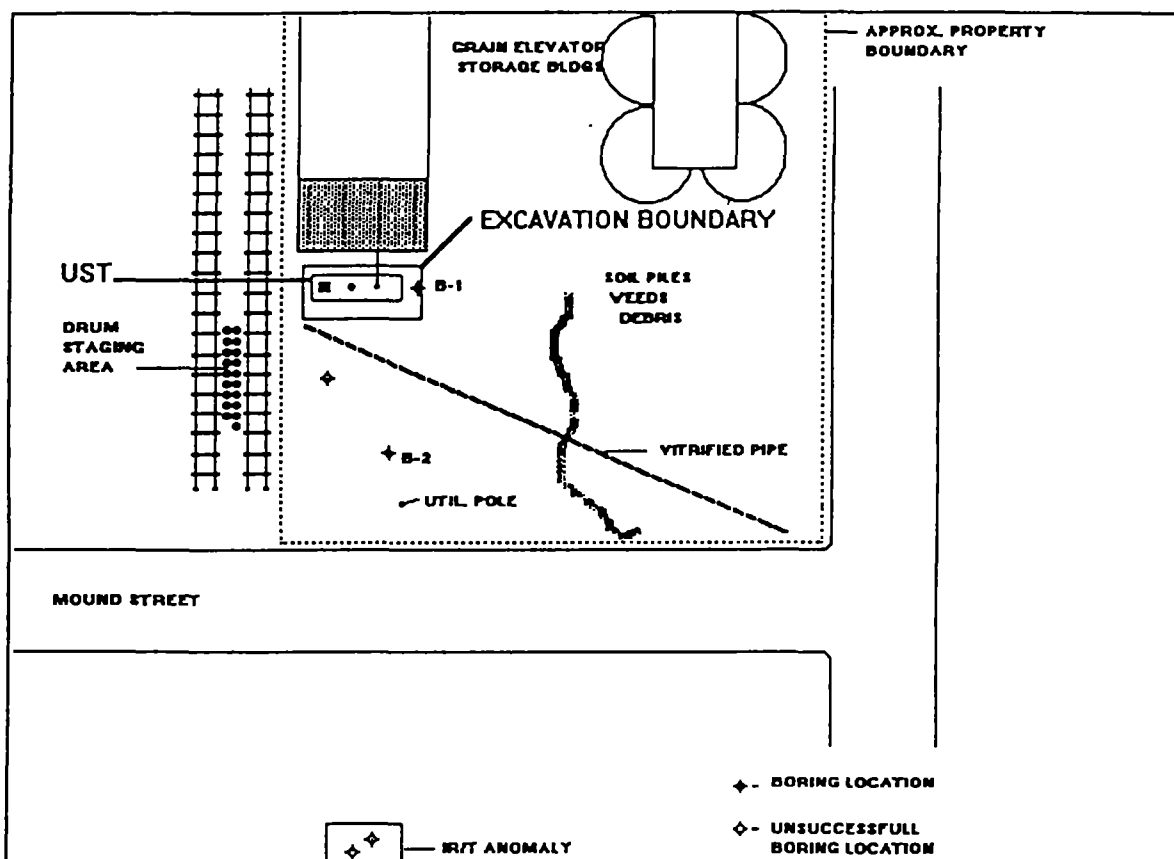 GRAIN ELEVATOR
STORAGE BLDGS
APPROX. PROPERTY
BOUNDARY
EXCAVATION BOUNDARY
UST
B-1
SOIL PILES
WEEDS
DEBRIS
DRUM
STAGING
AREA
VITRIFIED PIPE
B-2
UTIL. POLE
MOUND STREET
- BORING LOCATION
- UNSUCCESSFULL
BORING LOCATION
ANOMALY